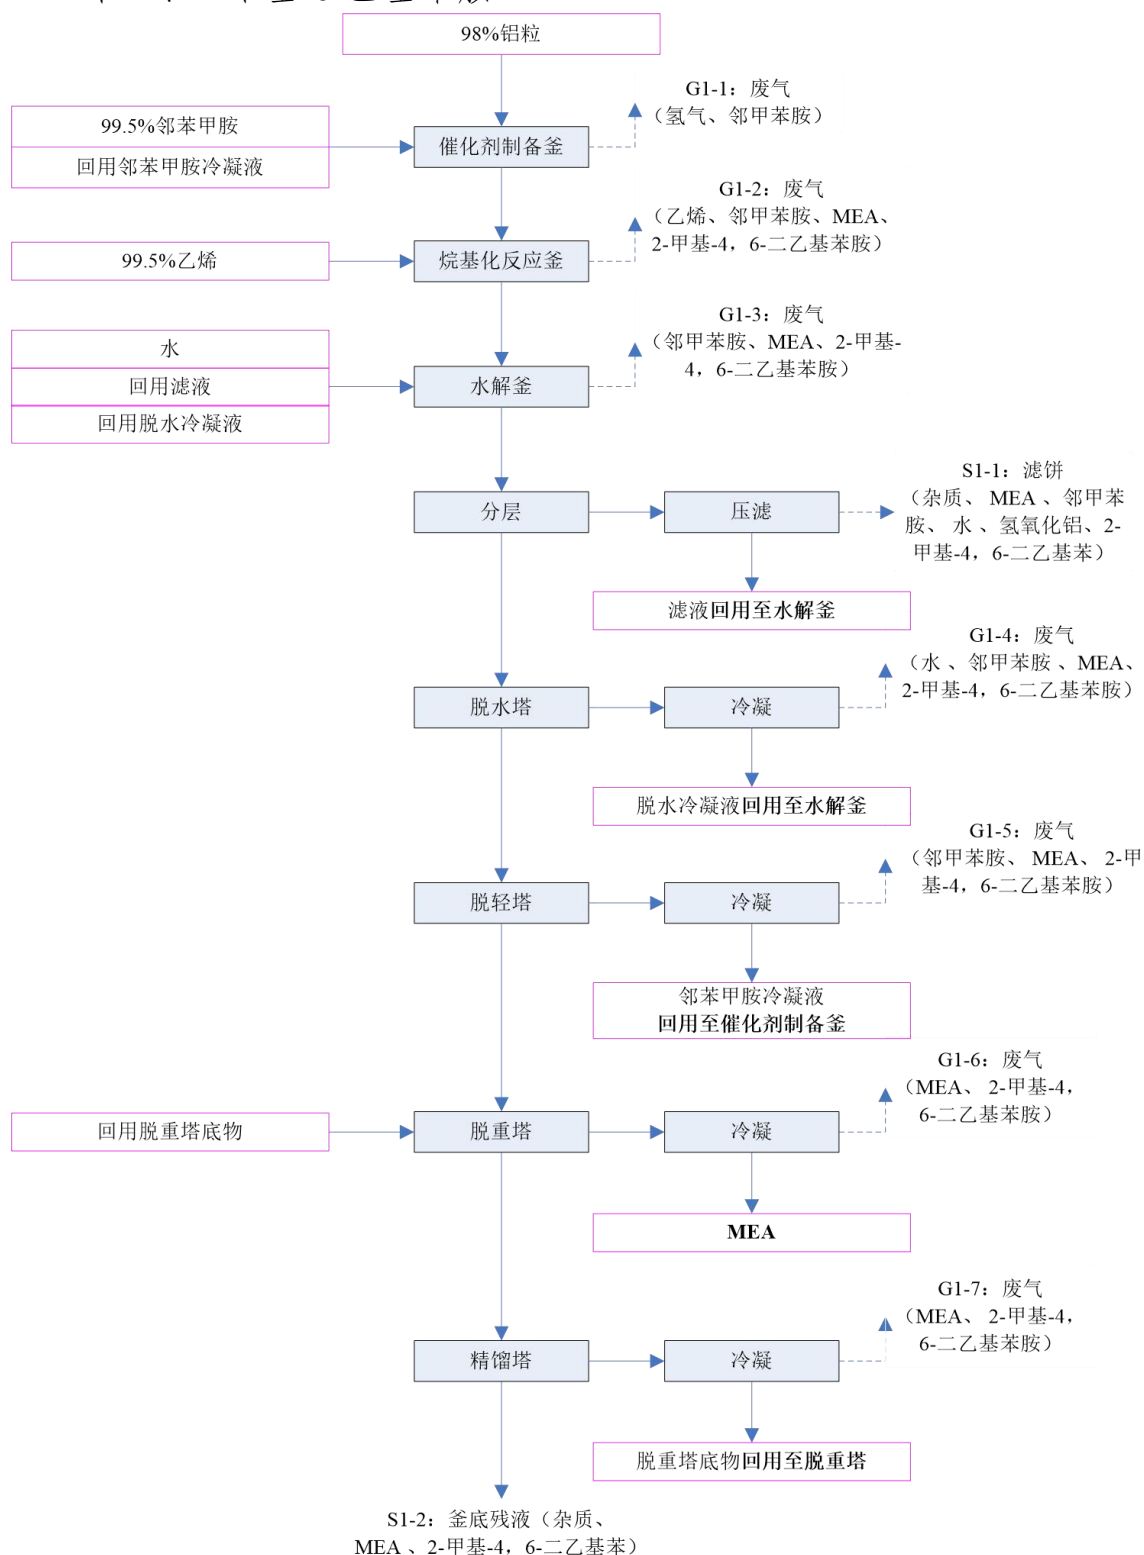 98%铝粒
G1-1：废气
（氢气、邻甲苯胺）
99.5%邻苯甲胺
回用邻苯甲胺冷凝液
催化剂制备釜
G1-2：废气
（乙烯、邻甲苯胺、MEA、
2-甲基-4，6-二乙基苯胺）
99.5%乙烯
烷基化反应釜
G1-3：废气
（邻甲苯胺、MEA、2-甲基-
4，6-二乙基苯胺）
水
回用滤液
回用脱水冷凝液
水解釜
S1-1：滤饼
（杂质、 MEA 、邻甲苯
胺、 水 、氢氧化铝、2-
甲基-4，6-二乙基苯）
分层
压滤
滤液回用至水解釜
G1-4：废气
（水 、邻甲苯胺 、MEA、
2-甲基-4，6-二乙基苯胺）
脱水塔
冷凝
脱水冷凝液回用至水解釜
G1-5：废气
（邻甲苯胺、 MEA、 2-甲
基-4，6-二乙基苯胺）
脱轻塔
冷凝
邻苯甲胺冷凝液
回用至催化剂制备釜
G1-6：废气
（MEA、 2-甲基-4，
6-二乙基苯胺）
回用脱重塔底物
脱重塔
冷凝
MEA
G1-7：废气
（MEA、 2-甲基-4，
6-二乙基苯胺）
精馏塔
冷凝
脱重塔底物回用至脱重塔
S1-2：釜底残液（杂质、
MEA 、2-甲基-4，6-二乙基苯）